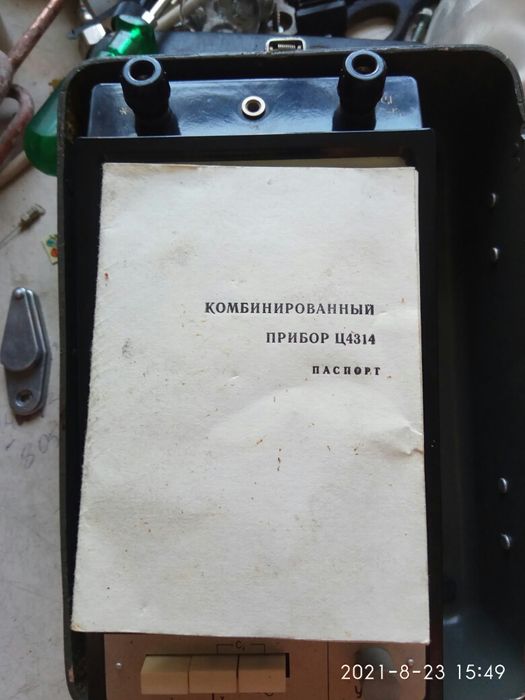 КОМБИНИРОВАННЫЙ
ПРИБОР Ц4314
ПАСПОРТ
2021-8-23 15:49